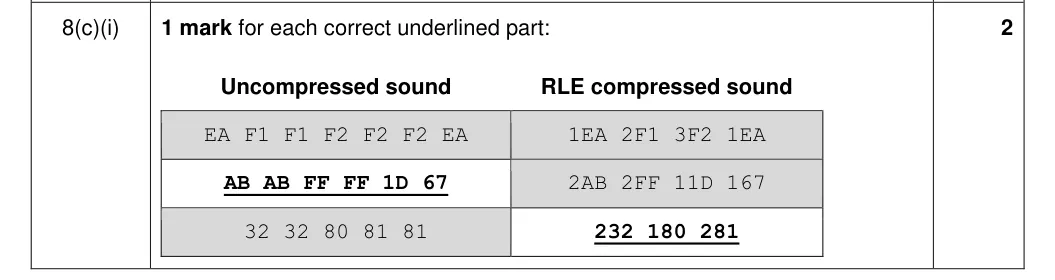 8(c)(i) 1 mark for each correct underlined part: 2
Uncompressed sound RLE compressed sound
EA F1 F1 F2 F2 F2 EA 1EA 2F1 3F2 1EA
AB AB FF FF 1D 67 2AB 2FF 11D 167
32 32 80 81 81 232 180 281